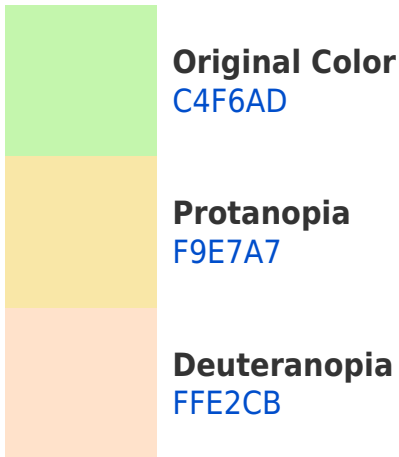 Original Color
C4F6AD
Protanopia
F9E7A7
Deuteranopia
FFE2CB